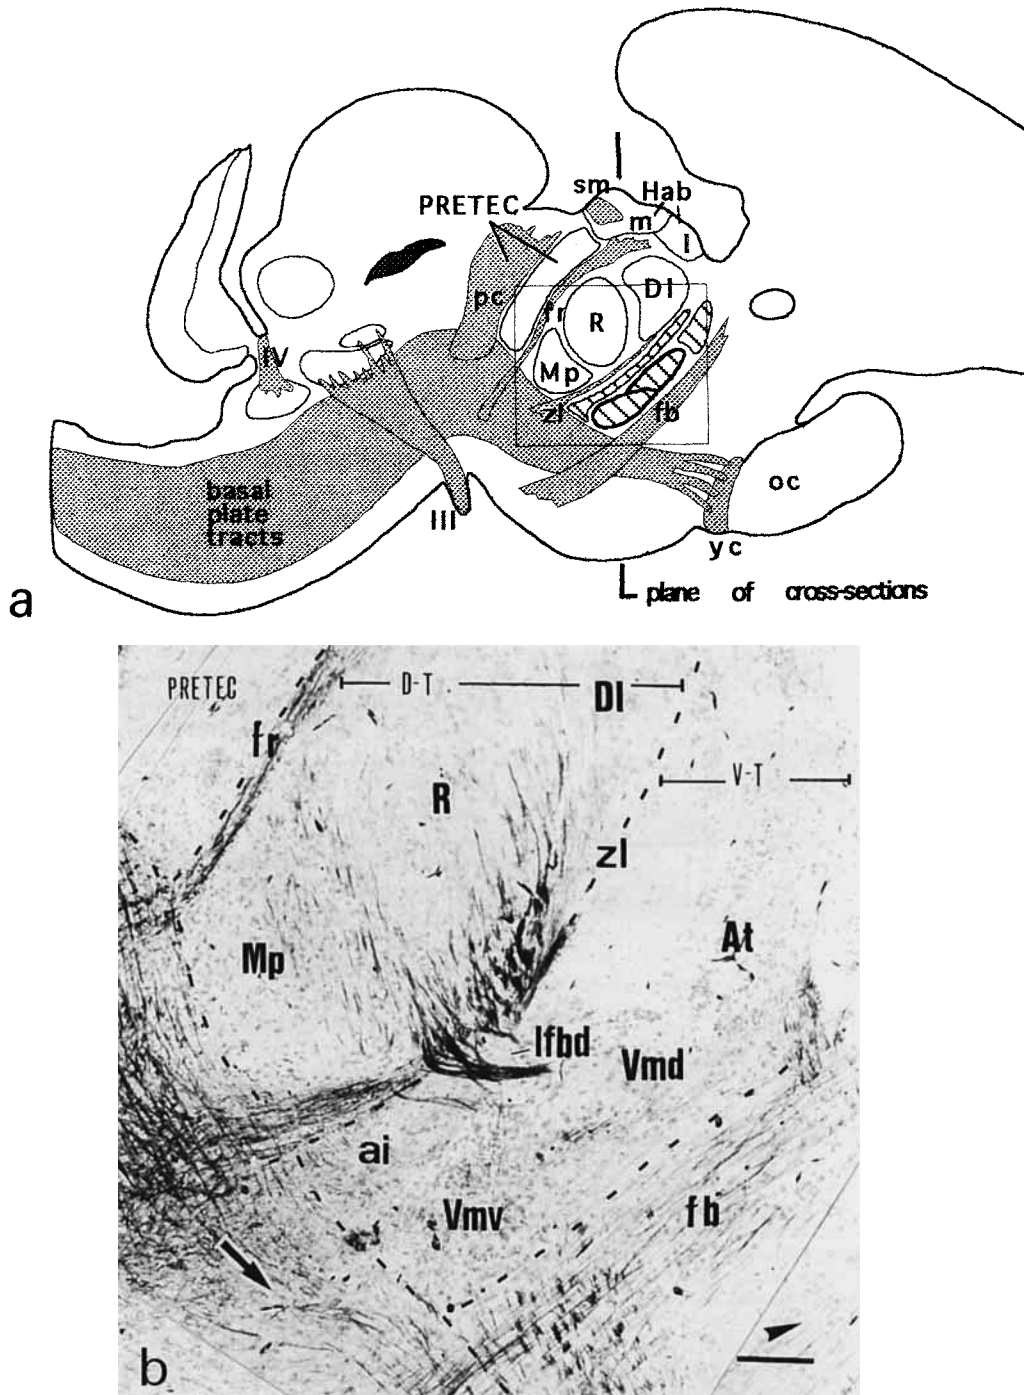 sm
Hab
PRETEC
m
l
pc
fr
R
Dl
Mp
IV
zl
fb
basal
plate
tracts
III
oc
yc
a
plane of cross-sections
PRETEC
D-T
Dl
fr
V-T
R
zl
Mp
At
lfbd
Vmd
ai
Vmv
fb
b